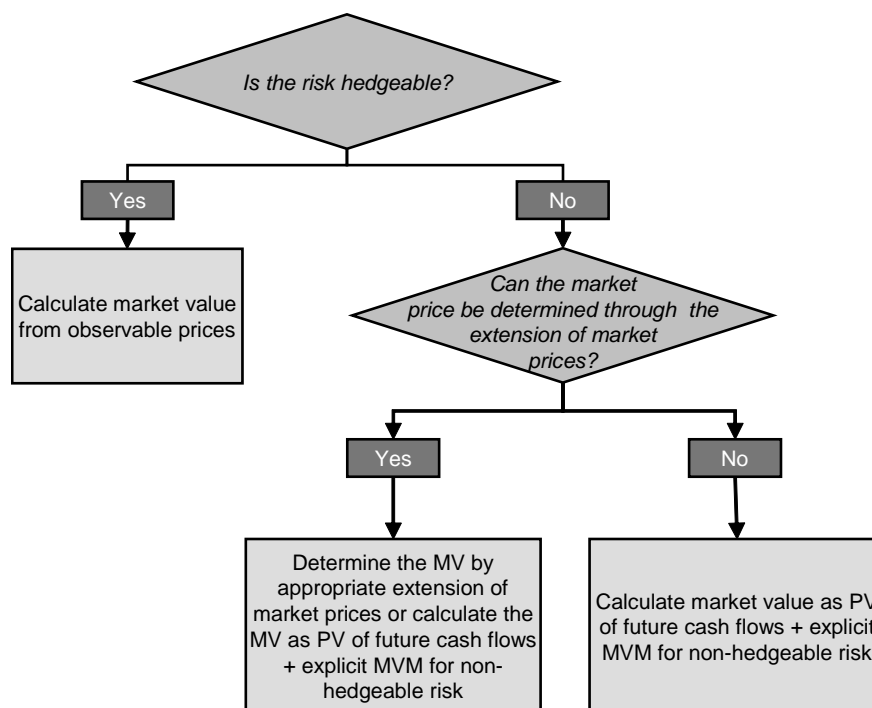 Is the risk hedgeable?
Yes
No
Calculate market value
from observable prices
Can the market
price be determined through the
extension of market
prices?
Yes
No
Determine the MV by
appropriate extension of
market prices or calculate the
MV as PV of future cash flows
+ explicit MVM for non-
hedgeable risk
Calculate market value as PV
of future cash flows + explicit
MVM for non-hedgeable risk